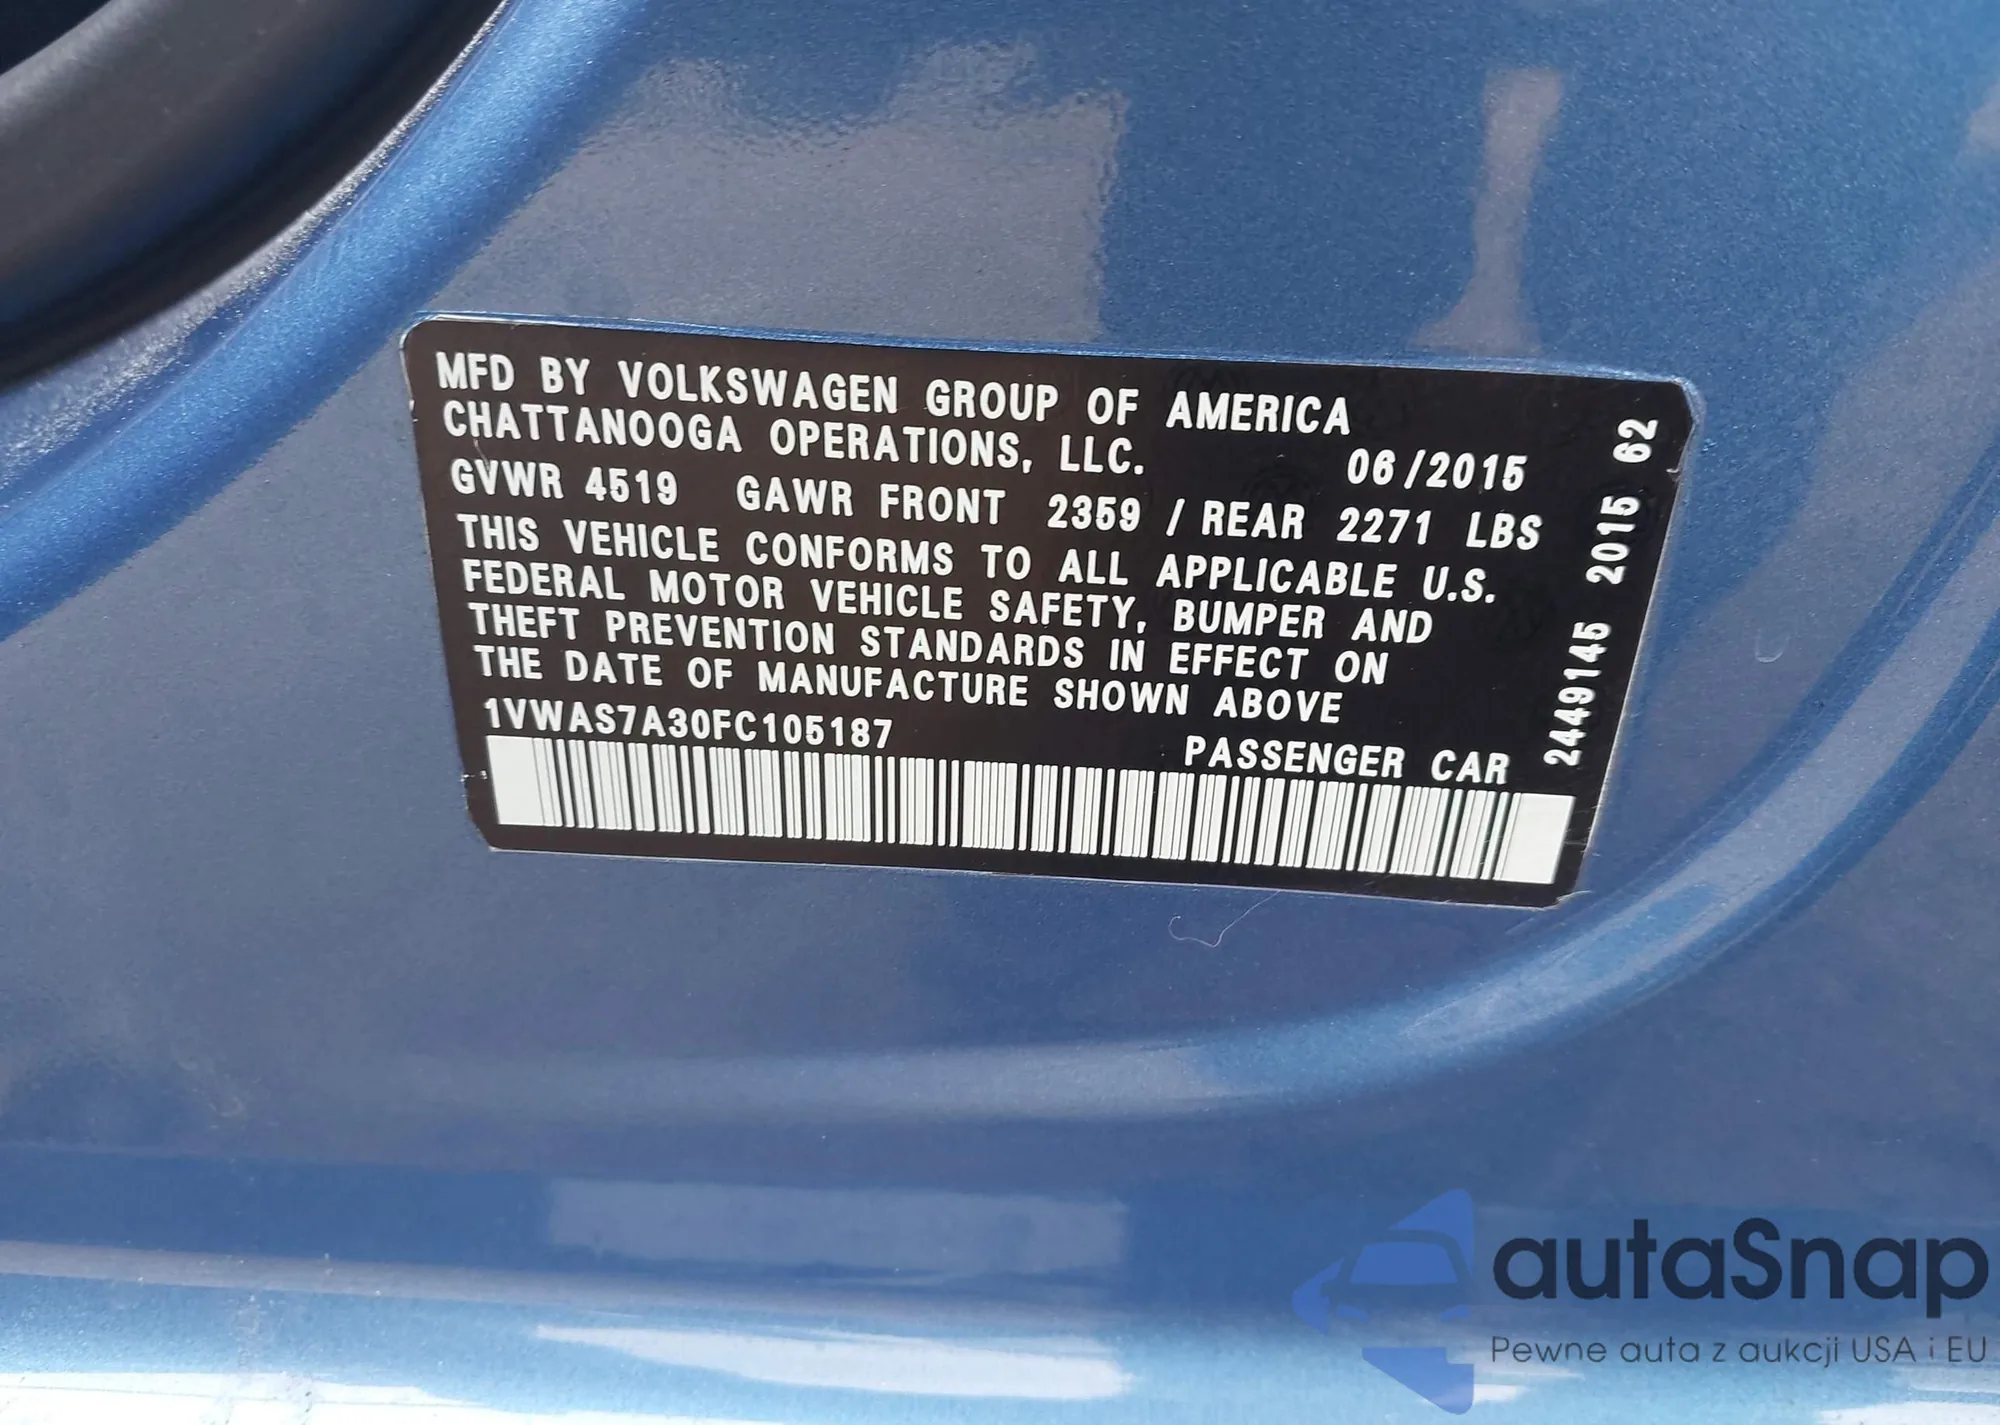 MFD BY VOLKSWAGEN GROUP OF AMERICA
CHATTANOOGA OPERATIONS, LLC. 06/2015
GVWR 4519 GAWR FRONT 2359 / REAR 2271 LBS
THIS VEHICLE CONFORMS TO ALL APPLICABLE U.S.
FEDERAL MOTOR VEHICLE SAFETY, BUMPER AND
THEFT PREVENTION STANDARDS IN EFFECT ON
THE DATE OF MANUFACTURE SHOWN ABOVE
1VWAS7A30FC105187 PASSENGER CAR
2449145 2015 62
autaSnap
Pewne auta z aukcji USA i EU